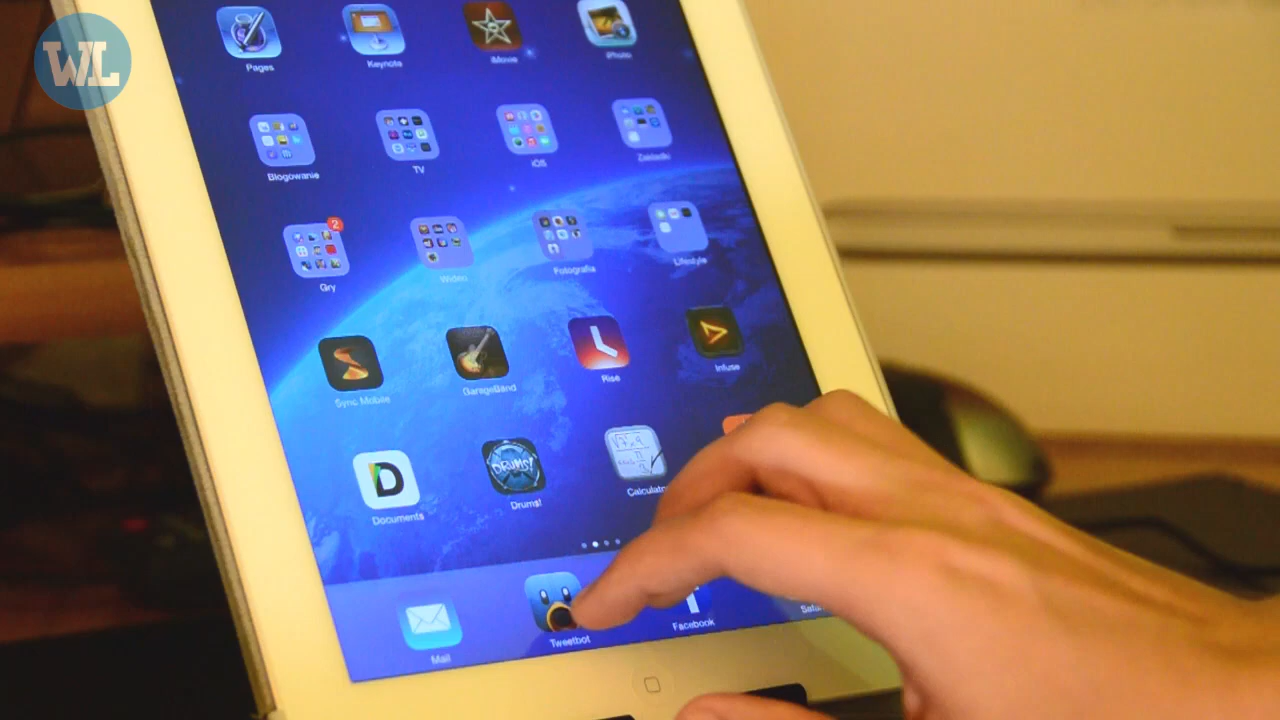 WL
Pages
Keynote
iMovie
iPhoto
Blogowanie
TV
iOS
Zakładki
2
Gry
Wideo
Fotografia
Lifestyle
Sync Mobile
GarageBand
Rise
Infuse
D
DRUMS!
Documents
Drums!
Calculator
Mail
Tweetbot
Facebook
Safari